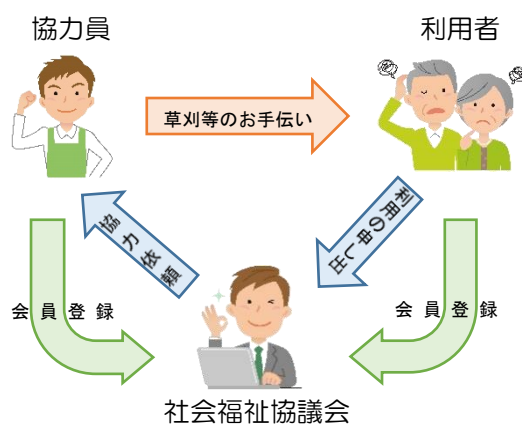 協力員
利用者
草刈等のお手伝い
協力依頼
利用の申し出
会員登録
会員登録
社会福祉協議会